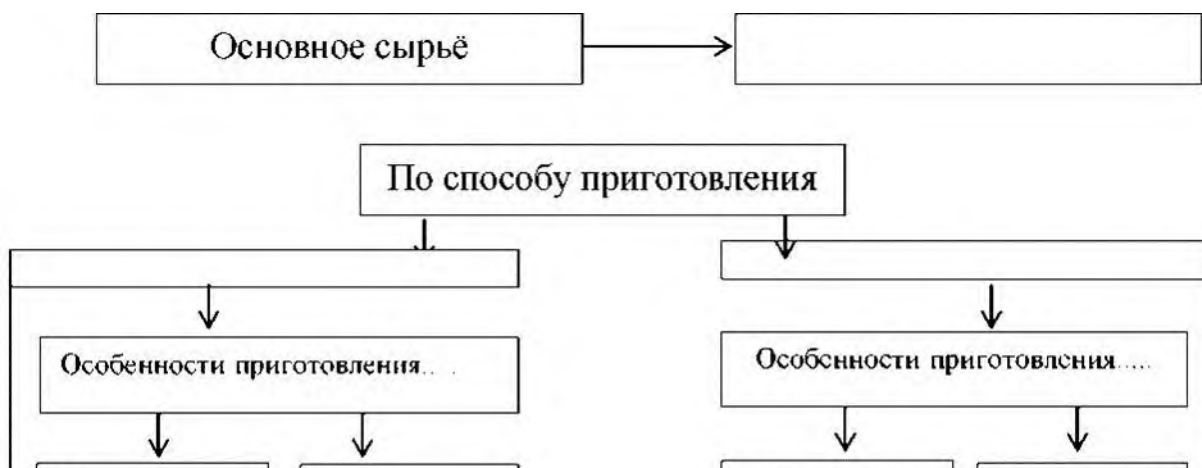 Основное сырьё
По способу приготовления
Особенности приготовления.. .
Особенности приготовления.....